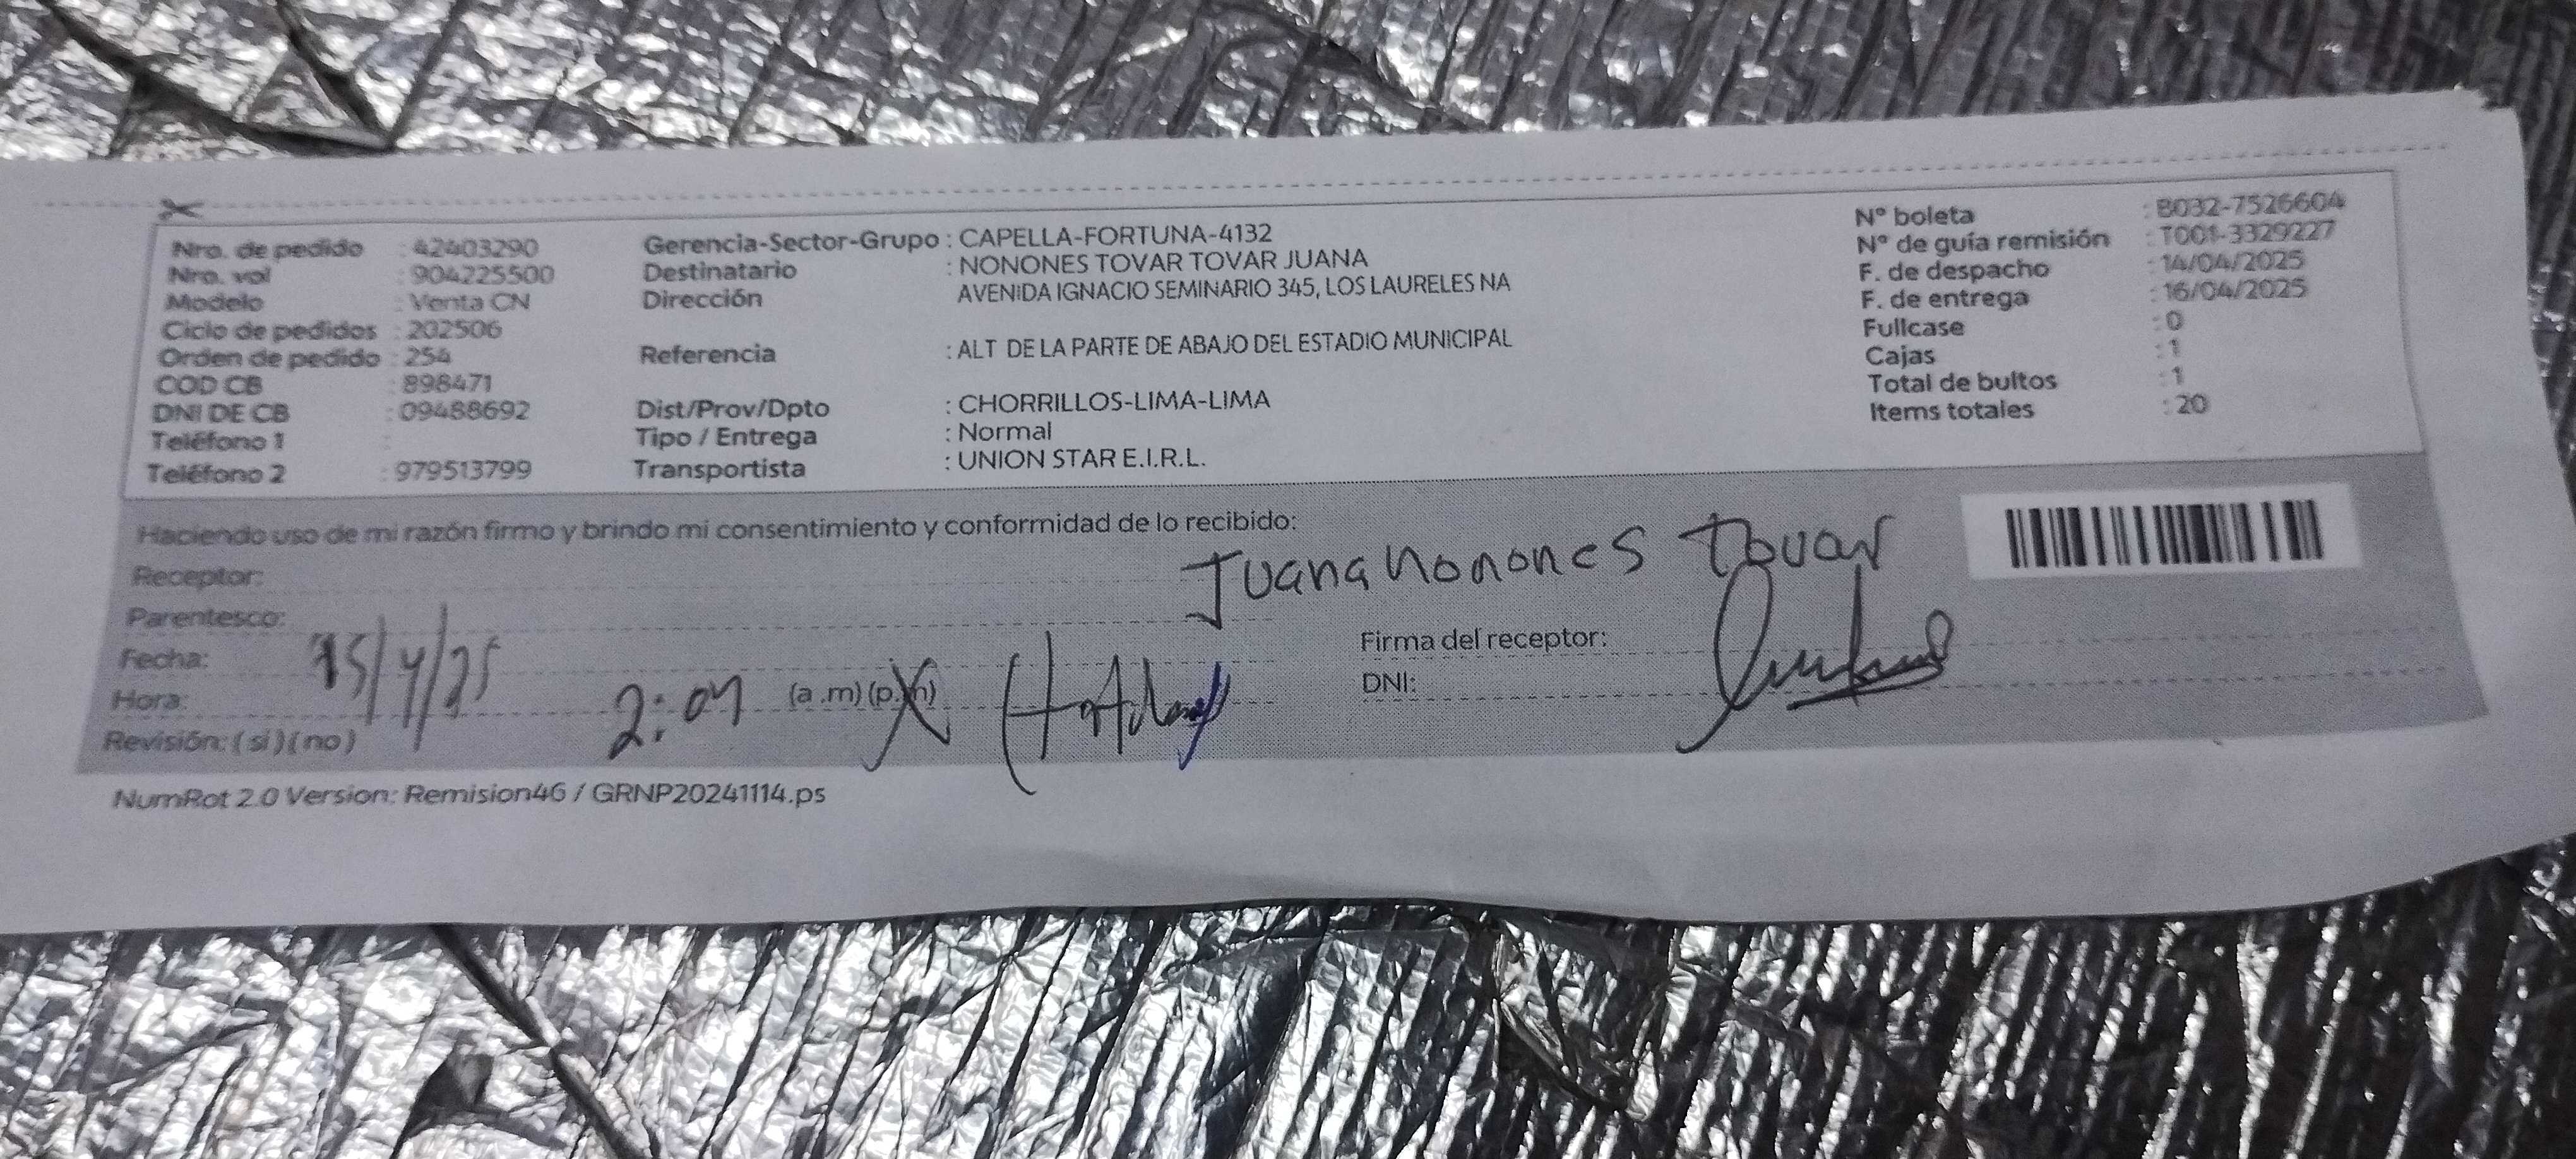 Nro. de pedido : 42403290
Nro. vol : 904225500
Modelo : Venta CN
Ciclo de pedidos : 202506
Orden de pedido : 254
COD CB : 898471
DNI DE CB : 09488692
Teléfono 1 :
Teléfono 2 : 979513799
Gerencia-Sector-Grupo : CAPELLA-FORTUNA-4132
Destinatario : NONONES TOVAR TOVAR JUANA
Dirección AVENIDA IGNACIO SEMINARIO 345, LOS LAURELES NA
Referencia : ALT DE LA PARTE DE ABAJO DEL ESTADIO MUNICIPAL
Dist/Prov/Dpto : CHORRILLOS-LIMA-LIMA
Tipo / Entrega : Normal
Transportista : UNION STAR E.I.R.L.
N° boleta : B032-7526604
N° de guía remisión : T001-3329227
F. de despacho : 14/04/2025
F. de entrega : 16/04/2025
Fullcase : 0
Cajas : 1
Total de bultos : 1
Items totales : 20
Haciendo uso de mi razón firmo y brindo mi consentimiento y conformidad de lo recibido:
Receptor: Juana nonones Tovar
Parentesco:
Fecha: 15/4/25
Hora: (a.m) (p.m)
Revisión: ( si ) ( no )
Firma del receptor:
DNI:
NumRot 2.0 Version: Remision46 / GRNP20241114.ps